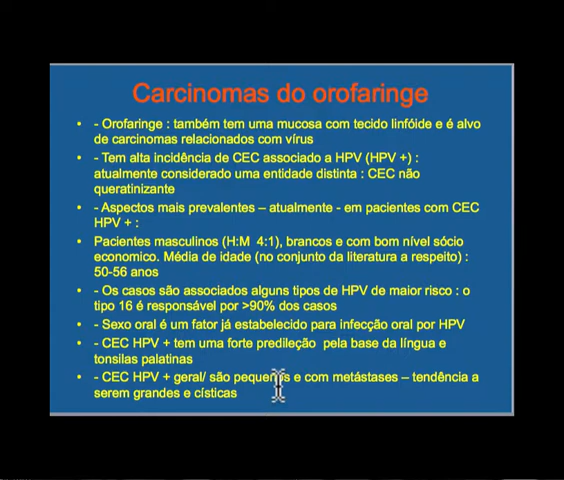 Carcinomas do orofaringe
• - Orofaringe : também tem uma mucosa com tecido linfóide e é alvo
de carcinomas relacionados com vírus
• - Tem alta incidência de CEC associado a HPV (HPV +) :
atualmente considerado uma entidade distinta : CEC não
queratinizante
• - Aspectos mais prevalentes – atualmente - em pacientes com CEC
HPV + :
• Pacientes masculinos (H:M 4:1), brancos e com bom nível sócio
economico. Média de idade (no conjunto da literatura a respeito) :
50-56 anos
• - Os casos são associados alguns tipos de HPV de maior risco : o
tipo 16 é responsável por >90% dos casos
• - Sexo oral é um fator já estabelecido para infecção oral por HPV
• - CEC HPV + tem uma forte predileção pela base da língua e
tonsilas palatinas
• - CEC HPV + geral/ são pequenos e com metástases – tendência a
serem grandes e císticas